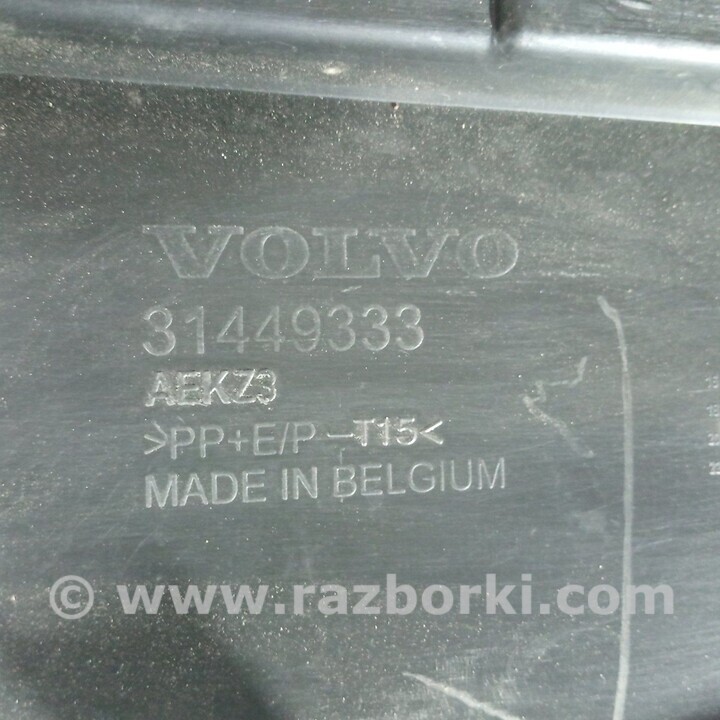 VOLVO
31449333
AEKZ3
>PP+E/P-T15<
MADE IN BELGIUM
© www.razborki.com